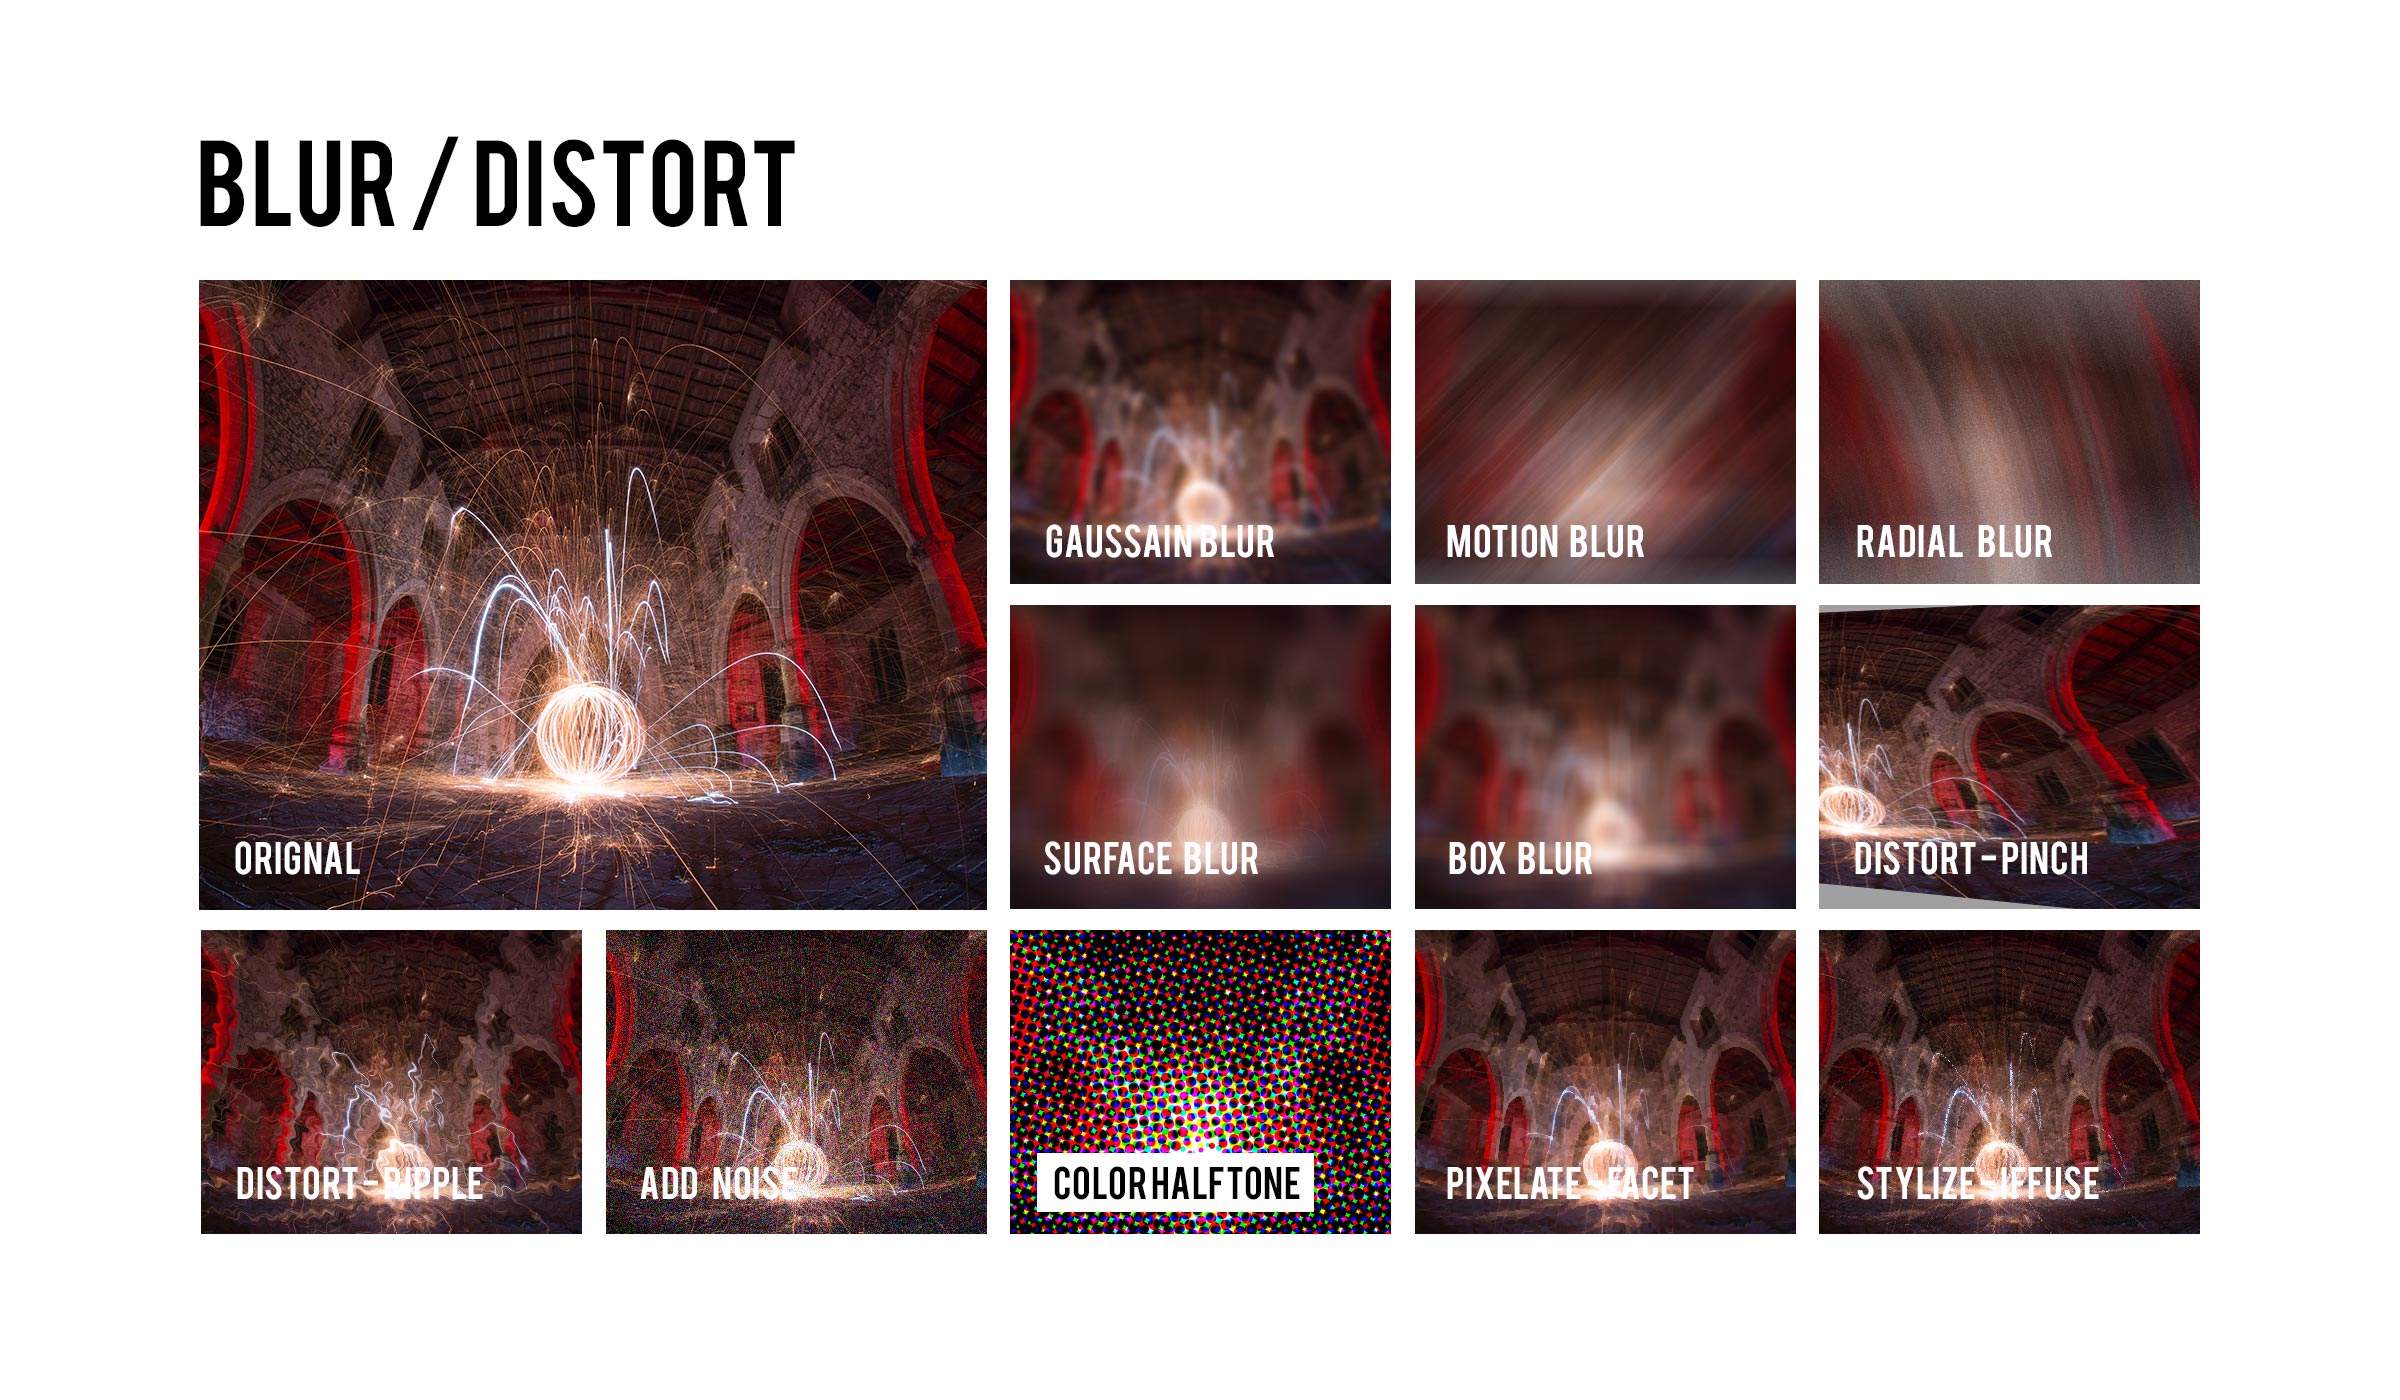 BLUR / DISTORT
ORIGNAL
GAUSSAIN BLUR
MOTION BLUR
RADIAL BLUR
SURFACE BLUR
BOX BLUR
DISTORT - PINCH
DISTORT - RIPPLE
ADD NOISE
COLOR HALFTONE
PIXELATE - FACET
STYLIZE - IFFUSE